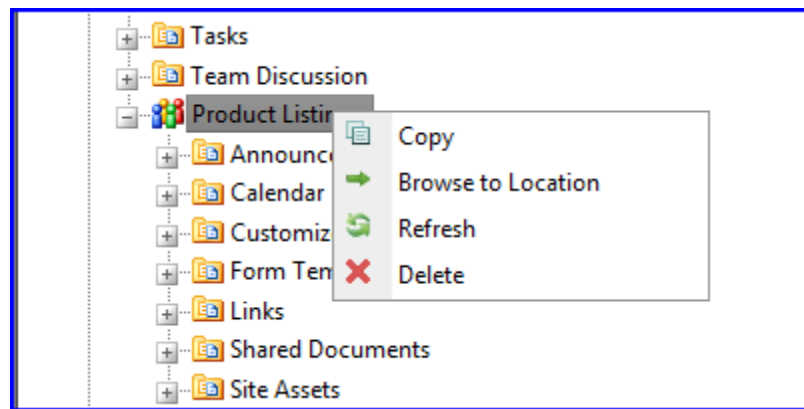 Tasks
Team Discussion
Product Listin
Copy
Announc
Browse to Location
Calendar
Customiz
Refresh
Form Tem
Delete
Links
Shared Documents
Site Assets